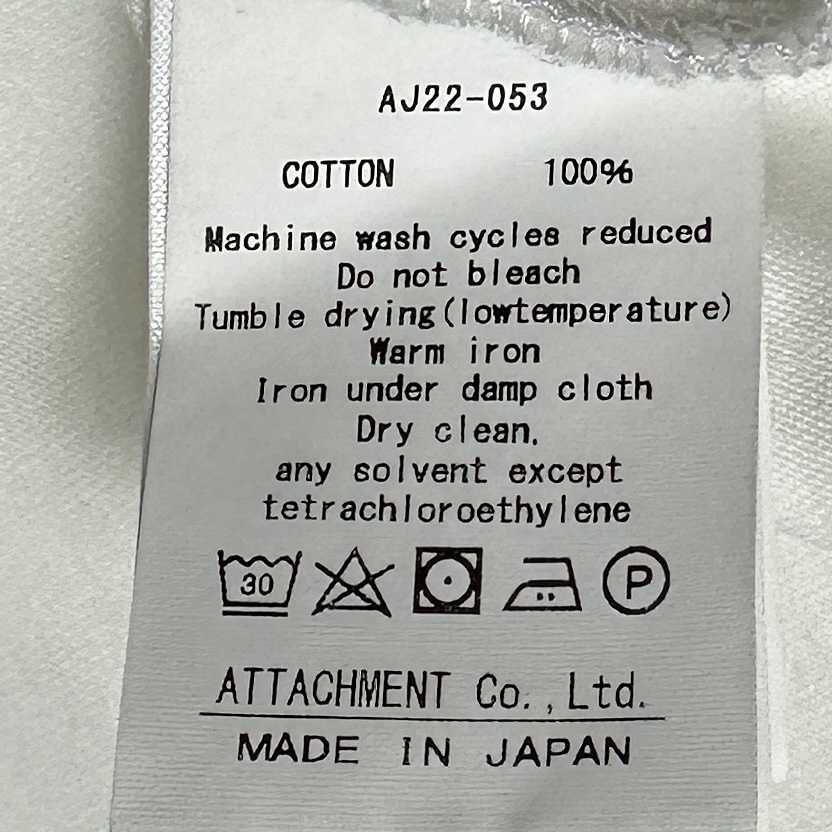 AJ22-053
COTTON 100%
Machine wash cycles reduced
Do not bleach
Tumble drying(lowtemperature)
Warm iron
Iron under damp cloth
Dry clean.
any solvent except
tetrachloroethylene
30 P
ATTACHMENT Co.,Ltd.
MADE IN JAPAN